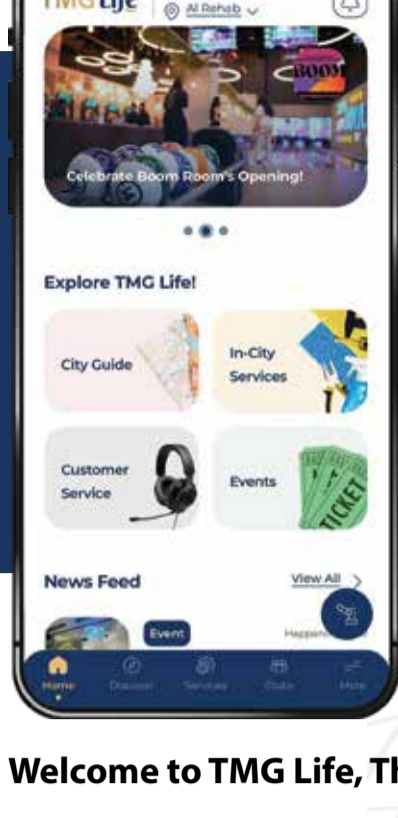 TMG Life
Al Rehab
BOOM
Celebrate Boom Room's Opening!
Explore TMG Life!
City Guide
In-City
Services
Customer
Service
Events
TICKET
News Feed
View All
Event
Home
Discover
Services
Clubs
More
Welcome to TMG Life, Th